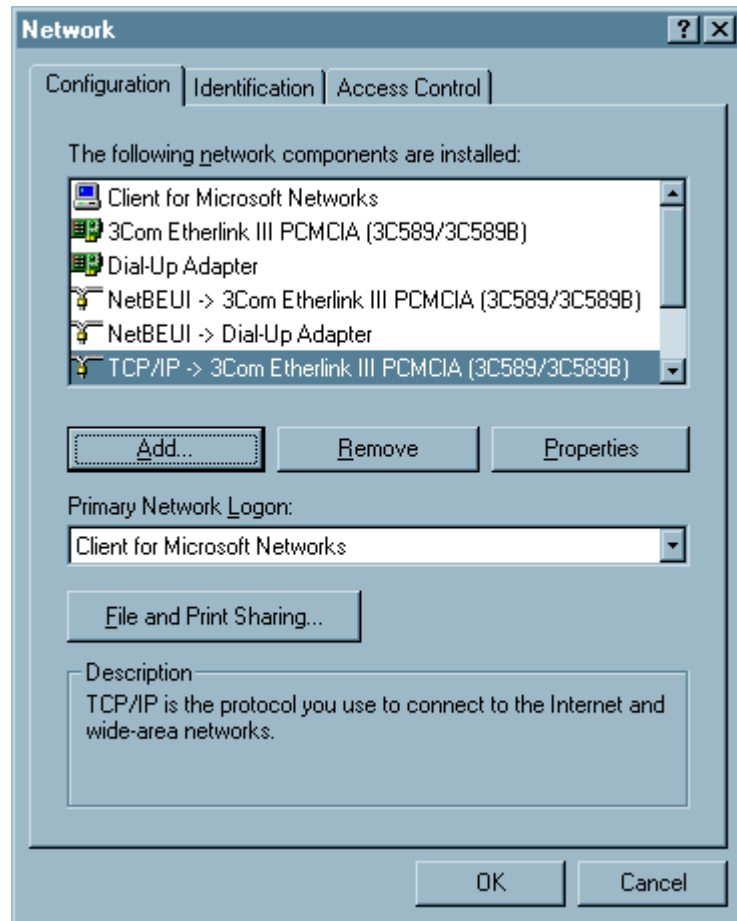 Network
Configuration Identification Access Control
The following network components are installed:
Client for Microsoft Networks
3Com Etherlink III PCMCIA (3C589/3C589B)
Dial-Up Adapter
NetBEUI -> 3Com Etherlink III PCMCIA (3C589/3C589B)
NetBEUI -> Dial-Up Adapter
TCP/IP -> 3Com Etherlink III PCMCIA (3C589/3C589B)
Add... Remove Properties
Primary Network Logon:
Client for Microsoft Networks
File and Print Sharing...
Description
TCP/IP is the protocol you use to connect to the Internet and
wide-area networks.
OK Cancel